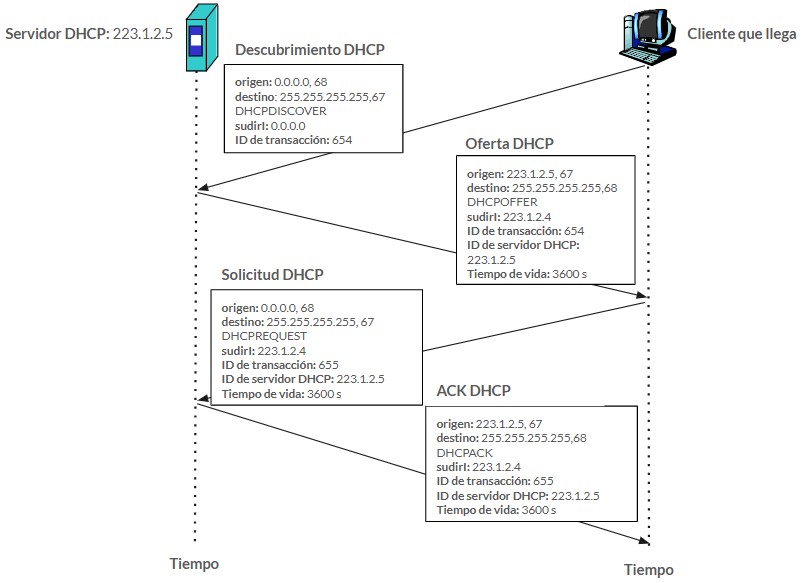 Servidor DHCP: 223.1.2.5
Cliente que llega
Descubrimiento DHCP
origen: 0.0.0.0, 68
destino: 255.255.255.255,67
DHCPDISCOVER
sudirI: 0.0.0.0
ID de transacción: 654
Oferta DHCP
origen: 223.1.2.5, 67
destino: 255.255.255.255,68
DHCPOFFER
sudirI: 223.1.2.4
ID de transacción: 654
ID de servidor DHCP:
223.1.2.5
Tiempo de vida: 3600 s
Solicitud DHCP
origen: 0.0.0.0, 68
destino: 255.255.255.255, 67
DHCPREQUEST
sudirI: 223.1.2.4
ID de transacción: 655
ID de servidor DHCP: 223.1.2.5
Tiempo de vida: 3600 s
ACK DHCP
origen: 223.1.2.5, 67
destino: 255.255.255.255,68
DHCPACK
sudirI: 223.1.2.4
ID de transacción: 655
ID de servidor DHCP: 223.1.2.5
Tiempo de vida: 3600 s
Tiempo
Tiempo